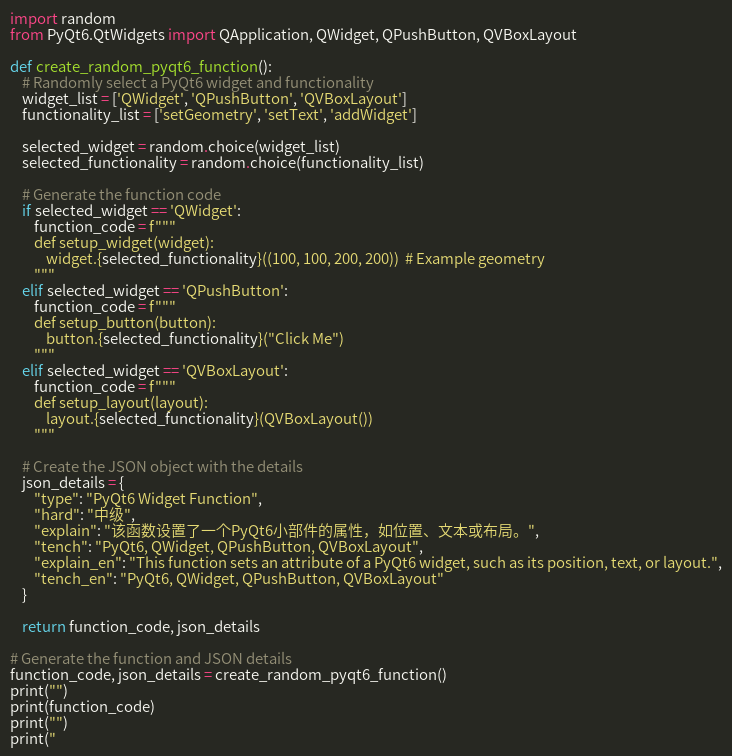 import random
from PyQt6.QtWidgets import QApplication, QWidget, QPushButton, QVBoxLayout

def create_random_pyqt6_function():
    # Randomly select a PyQt6 widget and functionality
    widget_list = ['QWidget', 'QPushButton', 'QVBoxLayout']
    functionality_list = ['setGeometry', 'setText', 'addWidget']

    selected_widget = random.choice(widget_list)
    selected_functionality = random.choice(functionality_list)

    # Generate the function code
    if selected_widget == 'QWidget':
        function_code = f"""
        def setup_widget(widget):
            widget.{selected_functionality}((100, 100, 200, 200))  # Example geometry
        """
    elif selected_widget == 'QPushButton':
        function_code = f"""
        def setup_button(button):
            button.{selected_functionality}("Click Me")
        """
    elif selected_widget == 'QVBoxLayout':
        function_code = f"""
        def setup_layout(layout):
            layout.{selected_functionality}(QVBoxLayout())
        """

    # Create the JSON object with the details
    json_details = {
        "type": "PyQt6 Widget Function",
        "hard": "中级",
        "explain": "该函数设置了一个PyQt6小部件的属性，如位置、文本或布局。",
        "tench": "PyQt6, QWidget, QPushButton, QVBoxLayout",
        "explain_en": "This function sets an attribute of a PyQt6 widget, such as its position, text, or layout.",
        "tench_en": "PyQt6, QWidget, QPushButton, QVBoxLayout"
    }

    return function_code, json_details

# Generate the function and JSON details
function_code, json_details = create_random_pyqt6_function()
print("")
print(function_code)
print("")
print("